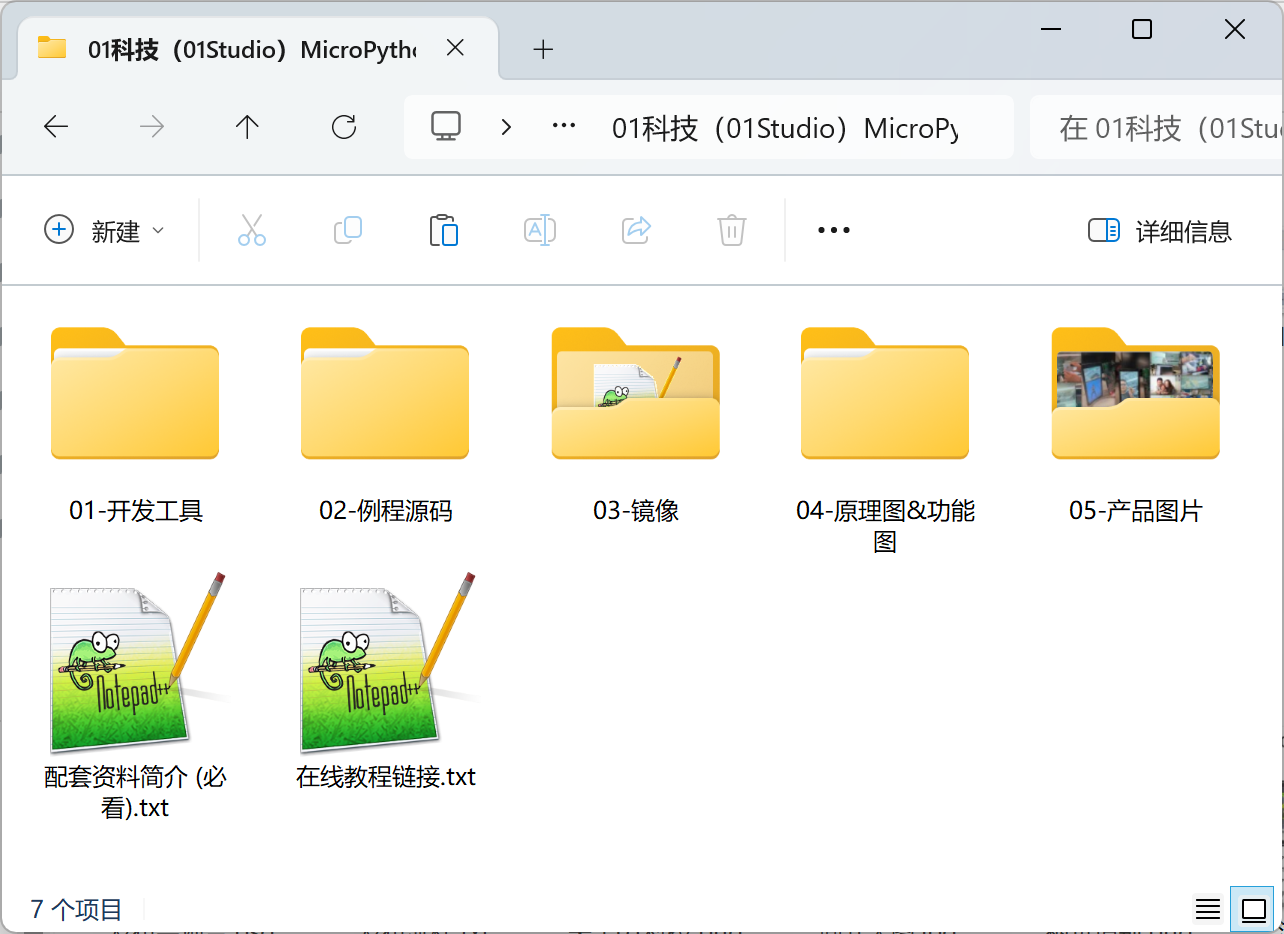 01科技（01Studio）MicroPytho
01科技（01Studio）MicroPy
在 01科技（01Stu
新建
详细信息
01-开发工具
02-例程源码
03-镜像
04-原理图&功能
图
05-产品图片
Notepad++
Notepad++
配套资料简介 (必
看).txt
在线教程链接.txt
7 个项目